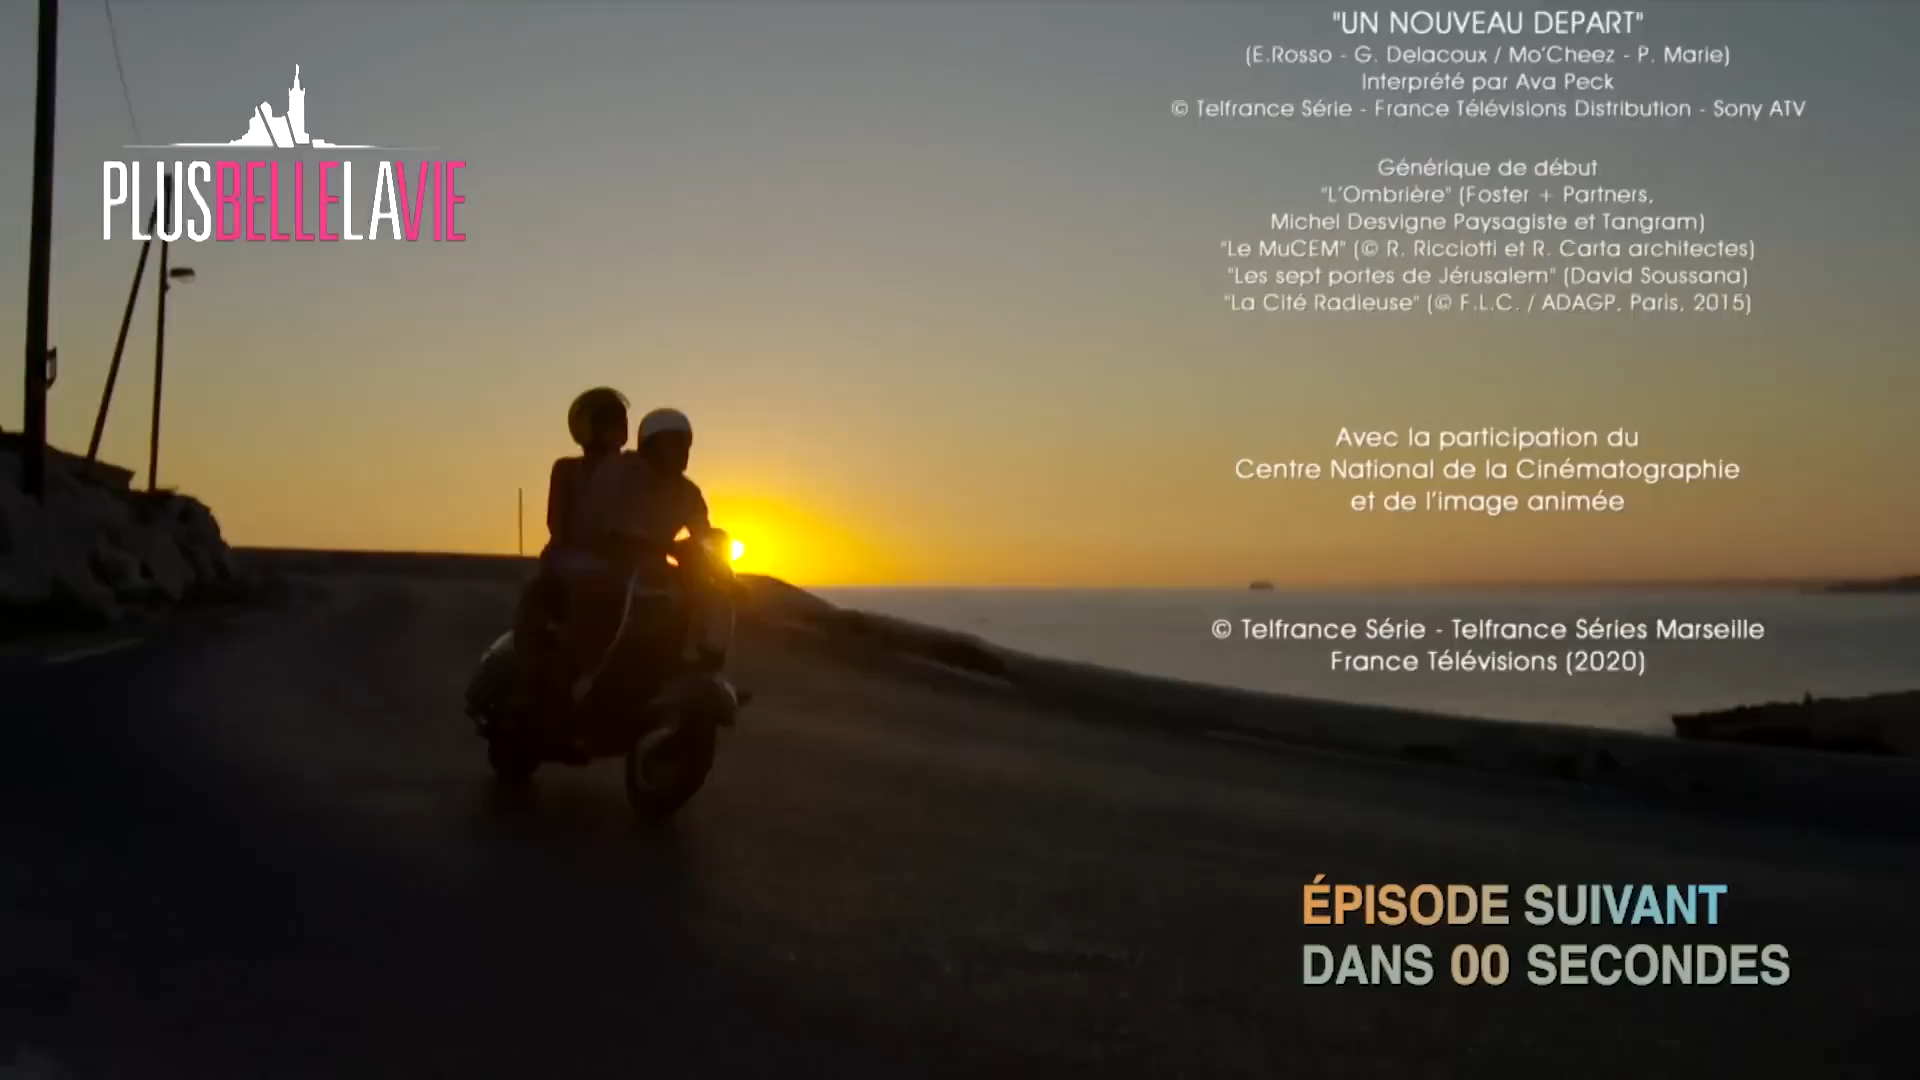 PLUSBELLELAVIE
"UN NOUVEAU DEPART"
(E.Rosso - G. Delacoux / Mo'Cheez - P. Marie)
Interprété par Ava Peck
© Telfrance Série - France Télévisions Distribution - Sony ATV
Générique de début
"L'Ombrière" (Foster + Partners,
Michel Desvigne Paysagiste et Tangram)
"Le MuCEM" (© R. Ricciotti et R. Carta architectes)
"Les sept portes de Jérusalem" (David Soussana)
"La Cité Radieuse" (© F.L.C. / ADAGP, Paris, 2015)
Avec la participation du
Centre National de la Cinématographie
et de l'image animée
© Telfrance Série - Telfrance Séries Marseille
France Télévisions (2020)
ÉPISODE SUIVANT
DANS 00 SECONDES